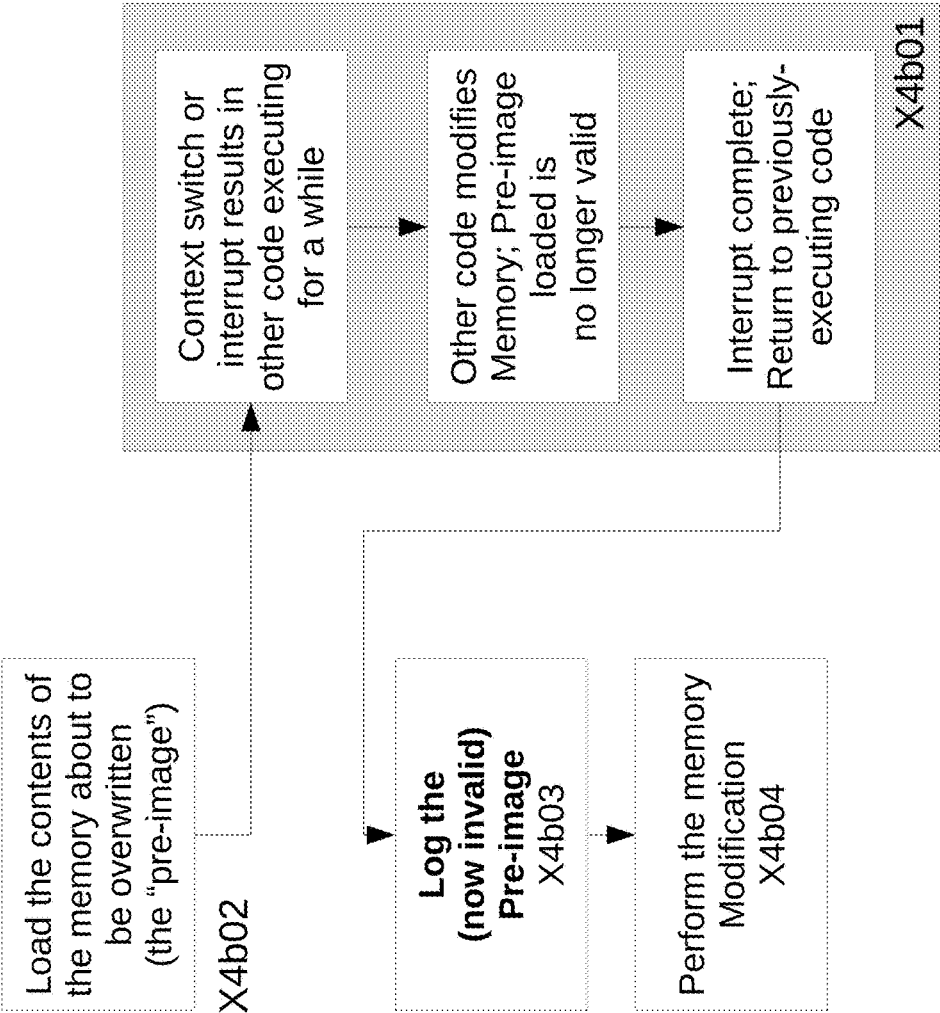 Load the contents of
the memory about to
be overwritten
(the “pre-image”)
X4b02
Context switch or
interrupt results in
other code executing
for a while
Other code modifies
Memory; Pre-image
loaded is
no longer valid
Interrupt complete;
Return to previously-
executing code
X4b01
Log the
(now invalid)
Pre-image
X4b03
Perform the memory
Modification
X4b04